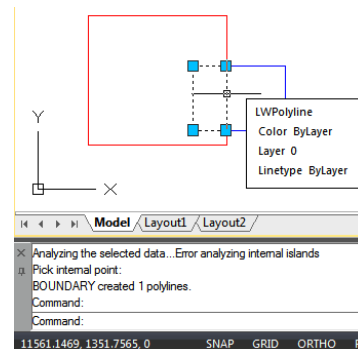 LWPolyline
Color ByLayer
Layer 0
Linetype ByLayer
Y
X
Model Layout1 Layout2
Analyzing the selected data...Error analyzing internal islands
Pick internal point:
BOUNDARY created 1 polylines.
Command:
Command:
11561.1469, 1351.7565, 0 SNAP GRID ORTHO